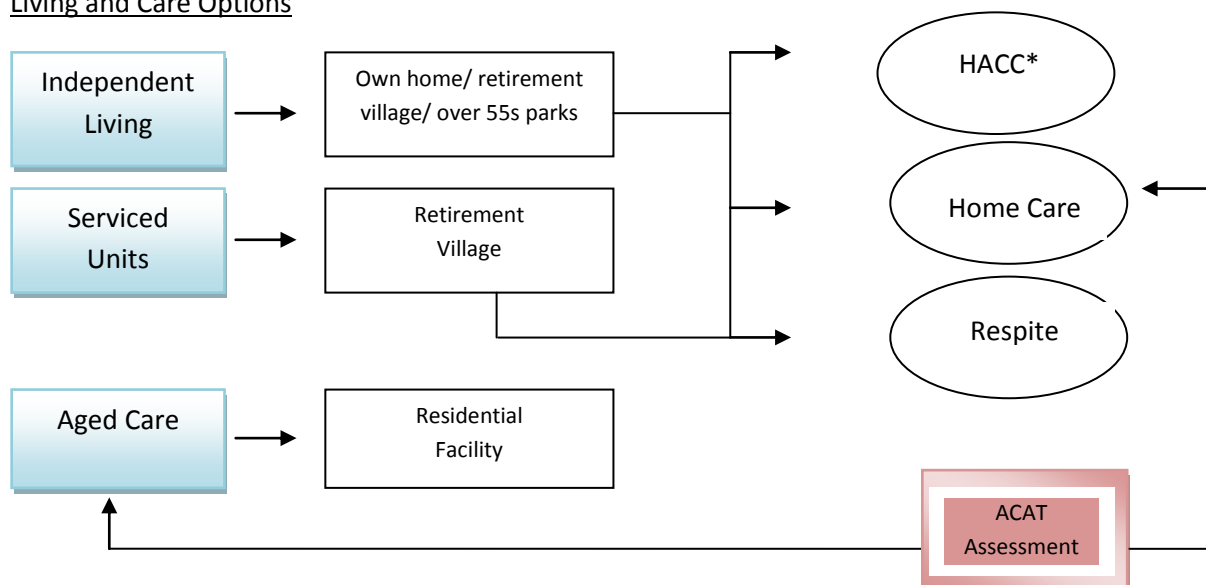 Living and Care Options
Independent
Living
Own home/ retirement
village/ over 55s parks
HACC*
Serviced
Units
Retirement
Village
Home Care
Respite
Aged Care
Residential
Facility
ACAT
Assessment